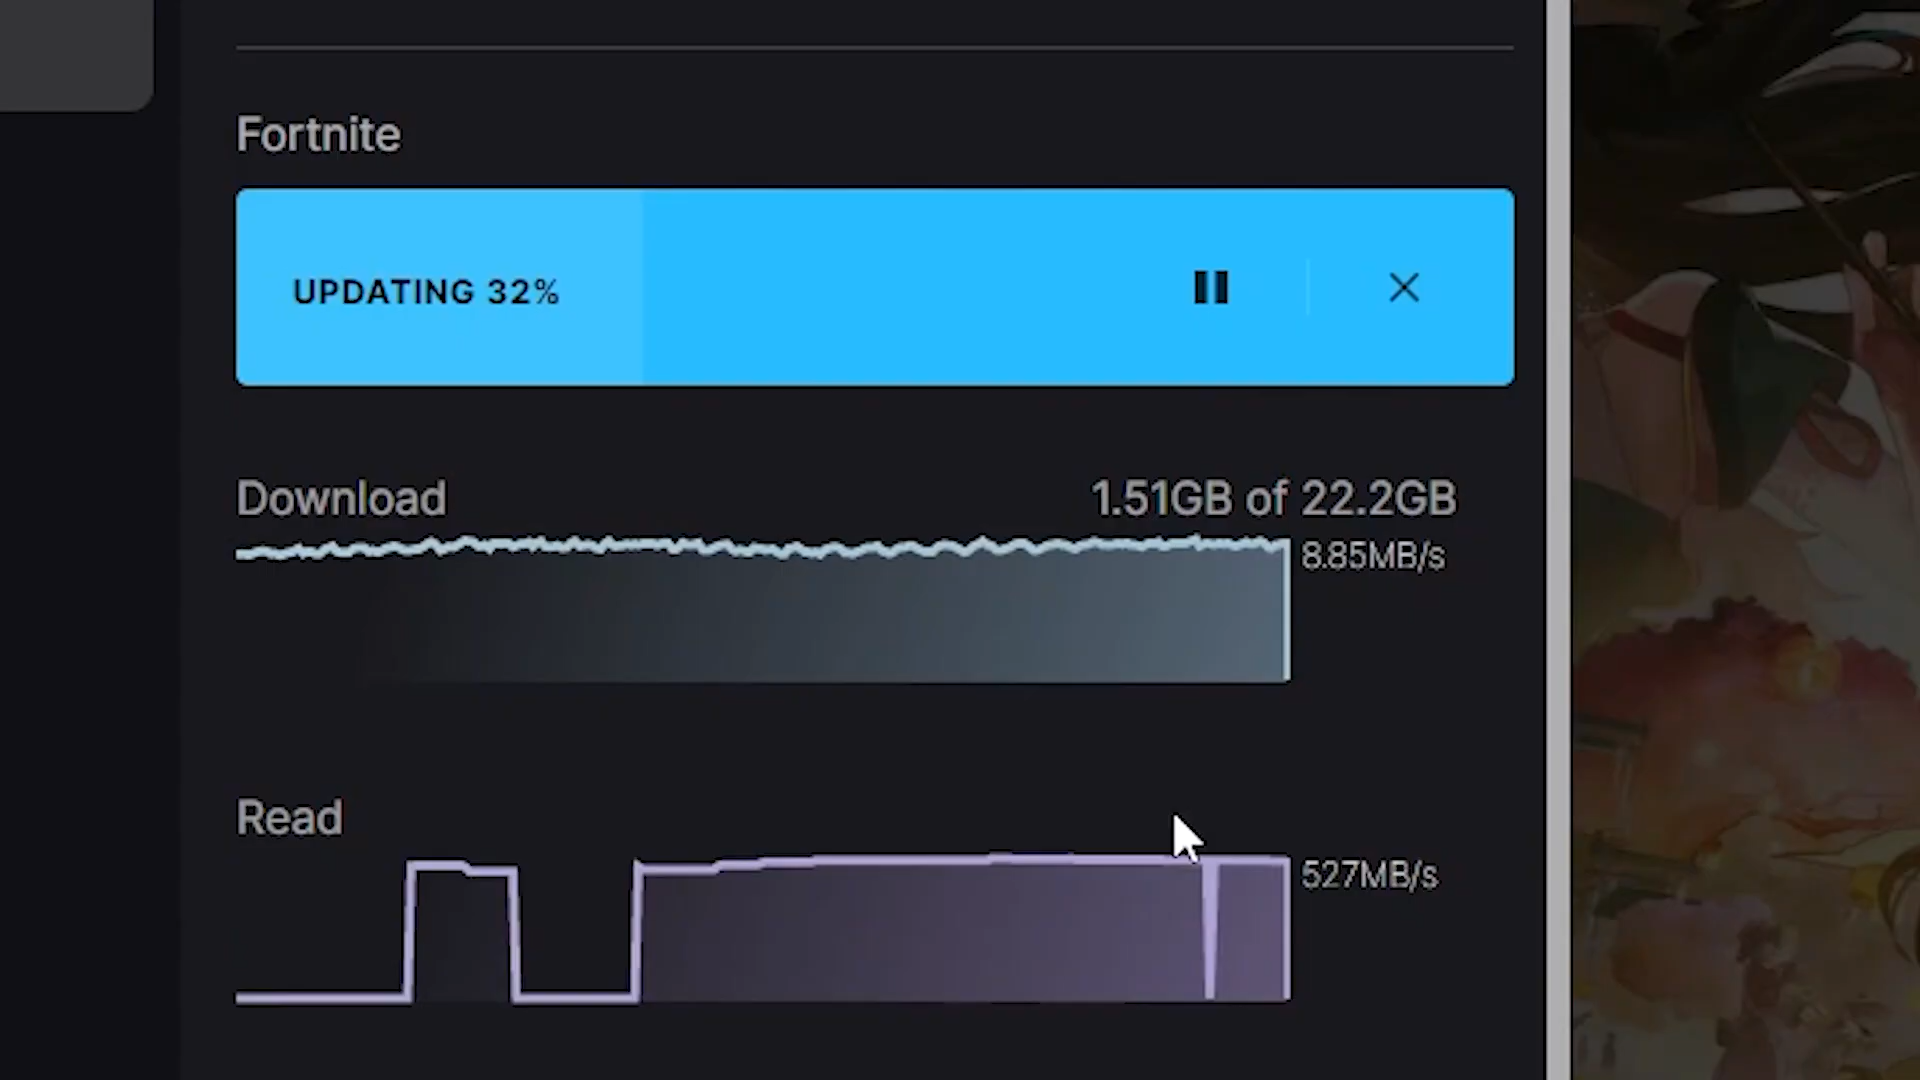 Fortnite
UPDATING 32%
Download 1.51GB of 22.2GB
8.85MB/s
Read
527MB/s